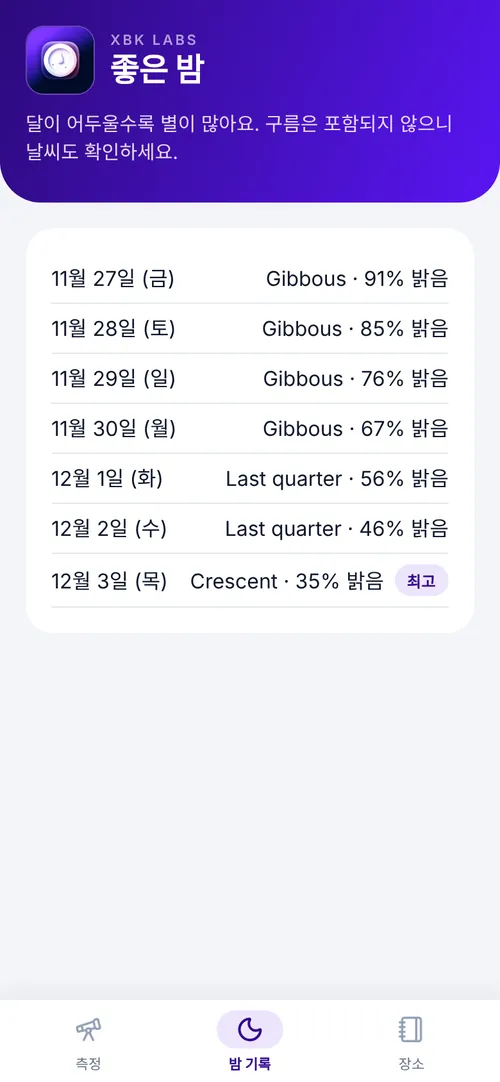 XBK LABS
좋은 밤
달이 어두울수록 별이 많아요. 구름은 포함되지 않으니
날씨도 확인하세요.
11월 27일 (금) Gibbous · 91% 밝음
11월 28일 (토) Gibbous · 85% 밝음
11월 29일 (일) Gibbous · 76% 밝음
11월 30일 (월) Gibbous · 67% 밝음
12월 1일 (화) Last quarter · 56% 밝음
12월 2일 (수) Last quarter · 46% 밝음
12월 3일 (목) Crescent · 35% 밝음 최고
측정 밤 기록 장소